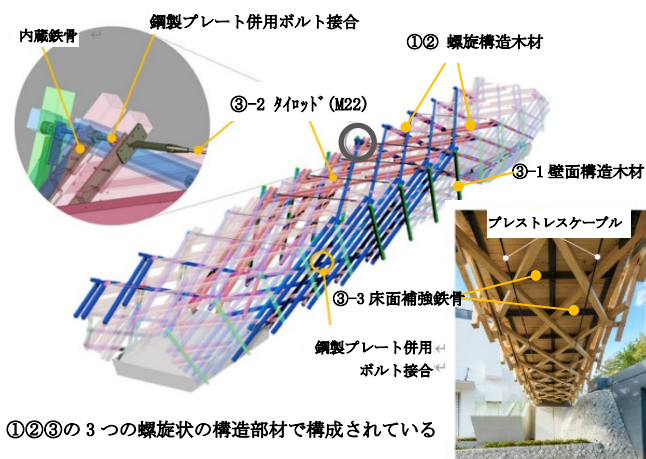 鋼製プレート併用ボルト接合
内蔵鉄骨
①② 螺旋構造木材
③-2 ﾀｲﾛｯﾄﾞ(M22)
③-1 壁面構造木材
プレストレスケーブル
③-3 床面補強鉄骨
鋼製プレート併用
ボルト接合
①②③の 3 つの螺旋状の構造部材で構成されている